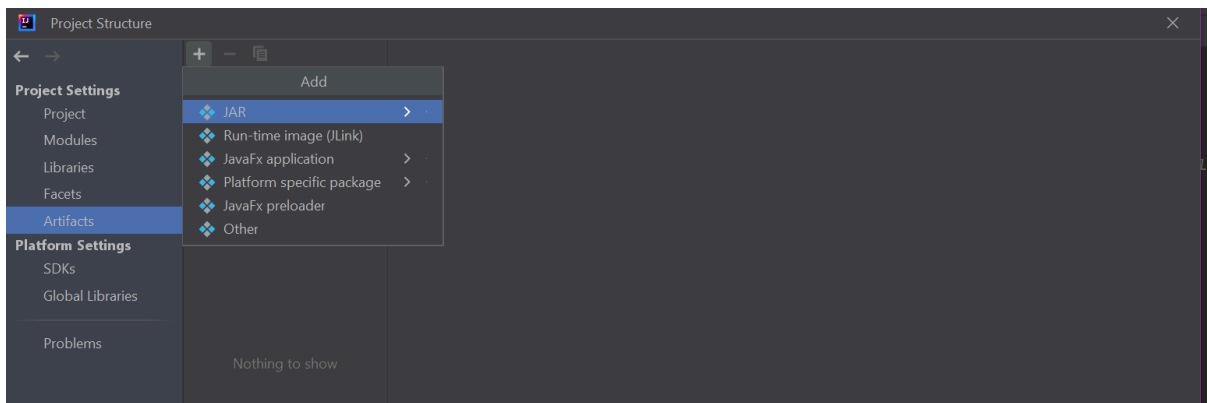 Project Structure
Project Settings
Project
Modules
Libraries
Facets
Artifacts
Platform Settings
SDKs
Global Libraries
Problems
Add
JAR
Run-time image (JLink)
JavaFx application
Platform specific package
JavaFx preloader
Other
Nothing to show